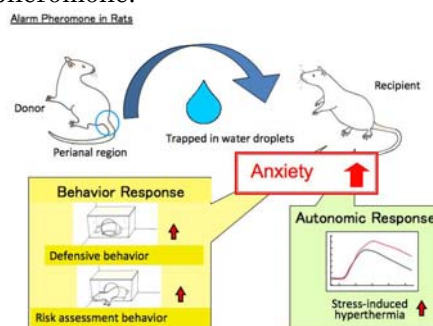 pheromone.
Alarm Pheromone in Rats
Donor
Recipient
Perianal region
Trapped in water droplets
Anxiety
Behavior Response
Defensive behavior
Risk assessment behavior
Autonomic Response
Stress-induced
hyperthermia